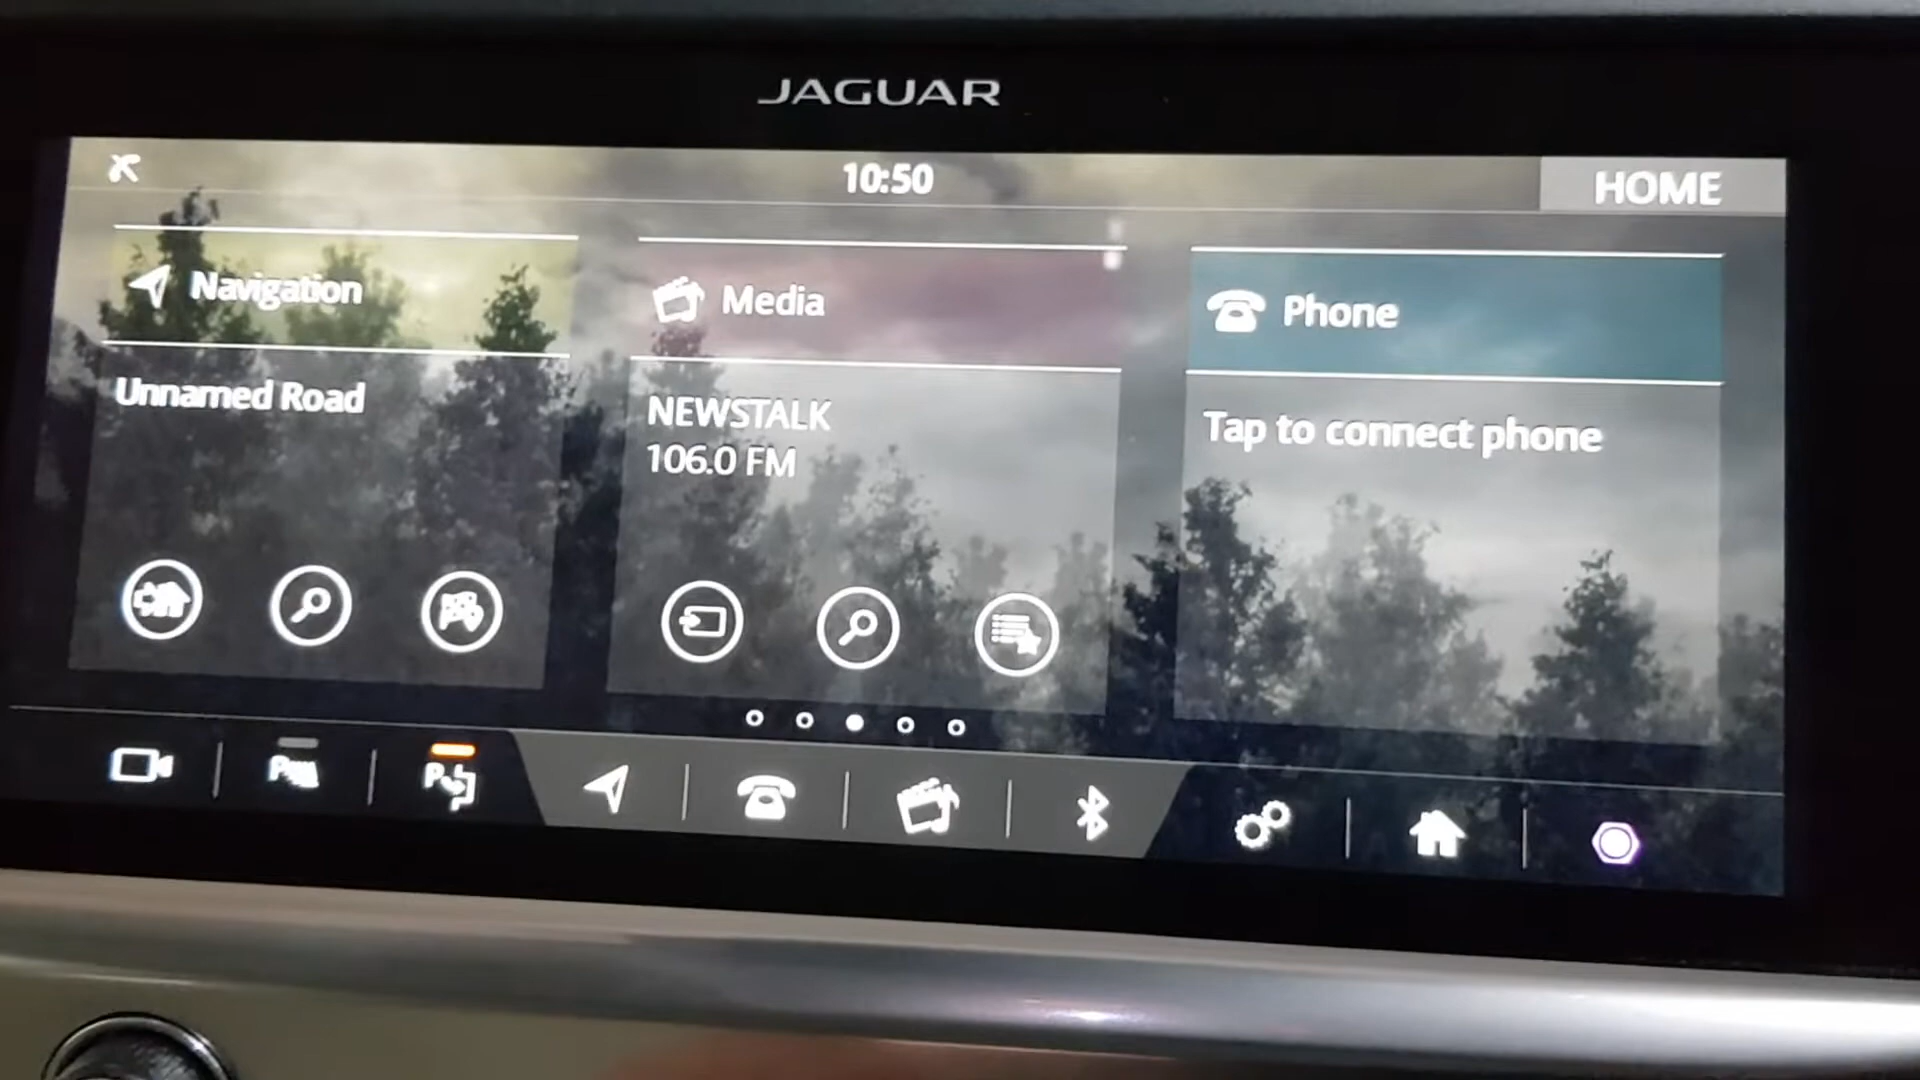 JAGUAR
10:50
HOME
Navigation
Media
Phone
Unnamed Road
NEWSTALK
106.0 FM
Tap to connect phone
P
P